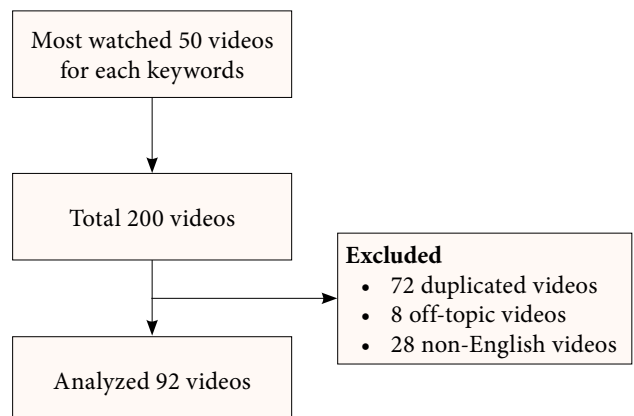 Most watched 50 videos
for each keywords
Total 200 videos
Excluded
• 72 duplicated videos
• 8 off-topic videos
• 28 non-English videos
Analyzed 92 videos